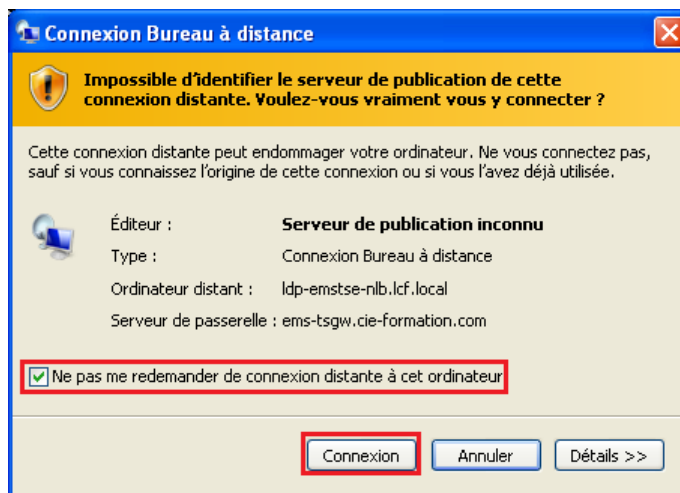 Connexion Bureau à distance
Impossible d'identifier le serveur de publication de cette
connexion distante. Voulez-vous vraiment vous y connecter ?
Cette connexion distante peut endommager votre ordinateur. Ne vous connectez pas,
sauf si vous connaissez l'origine de cette connexion ou si vous l'avez déjà utilisée.
Éditeur : Serveur de publication inconnu
Type : Connexion Bureau à distance
Ordinateur distant : ldp-emstse-nlb.lcf.local
Serveur de passerelle : ems-tsgw.cie-formation.com
Ne pas me redemander de connexion distante à cet ordinateur
Connexion Annuler Détails >>